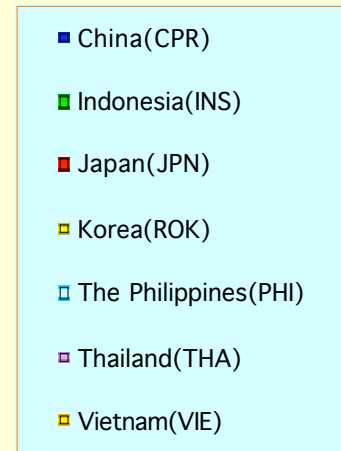 China(CPR)
Indonesia(INS)
Japan(JPN)
Korea(ROK)
The Philippines(PHI)
Thailand(THA)
Vietnam(VIE)